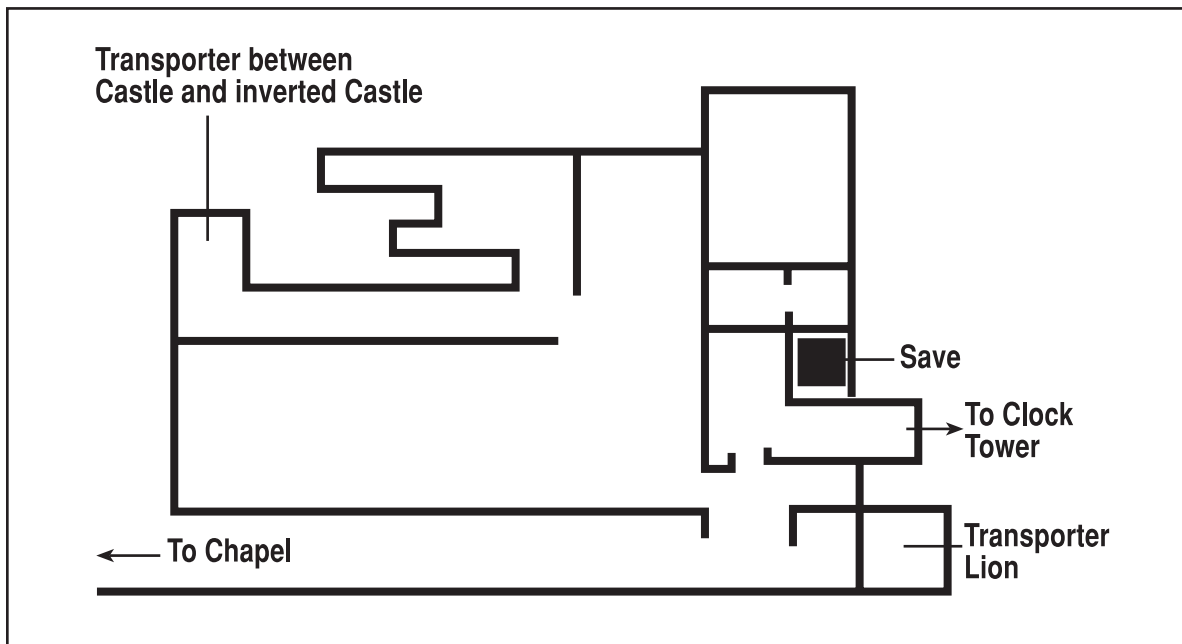 Transporter between
Castle and inverted Castle
Save
To Clock
Tower
To Chapel
Transporter
Lion